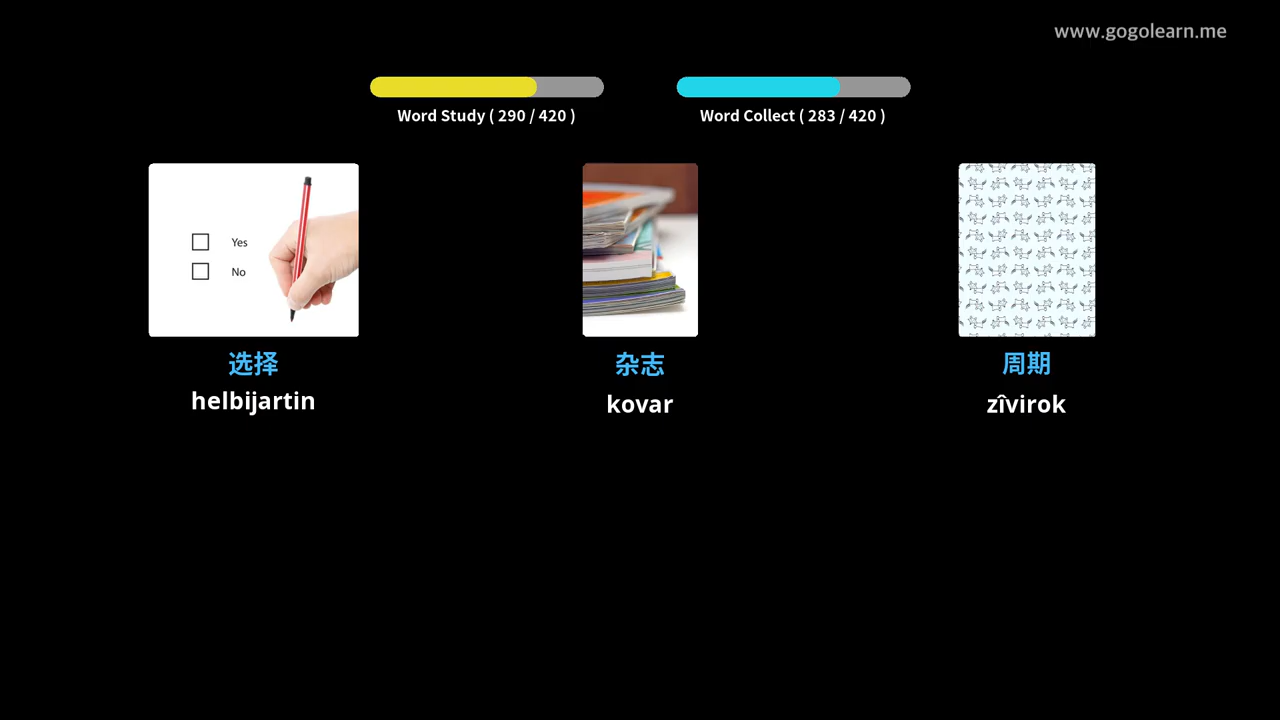 www.gogolearn.me
Word Study ( 290 / 420 )
Word Collect ( 283 / 420 )
Yes
No
选择
杂志
周期
helbijartin
kovar
zîvirok